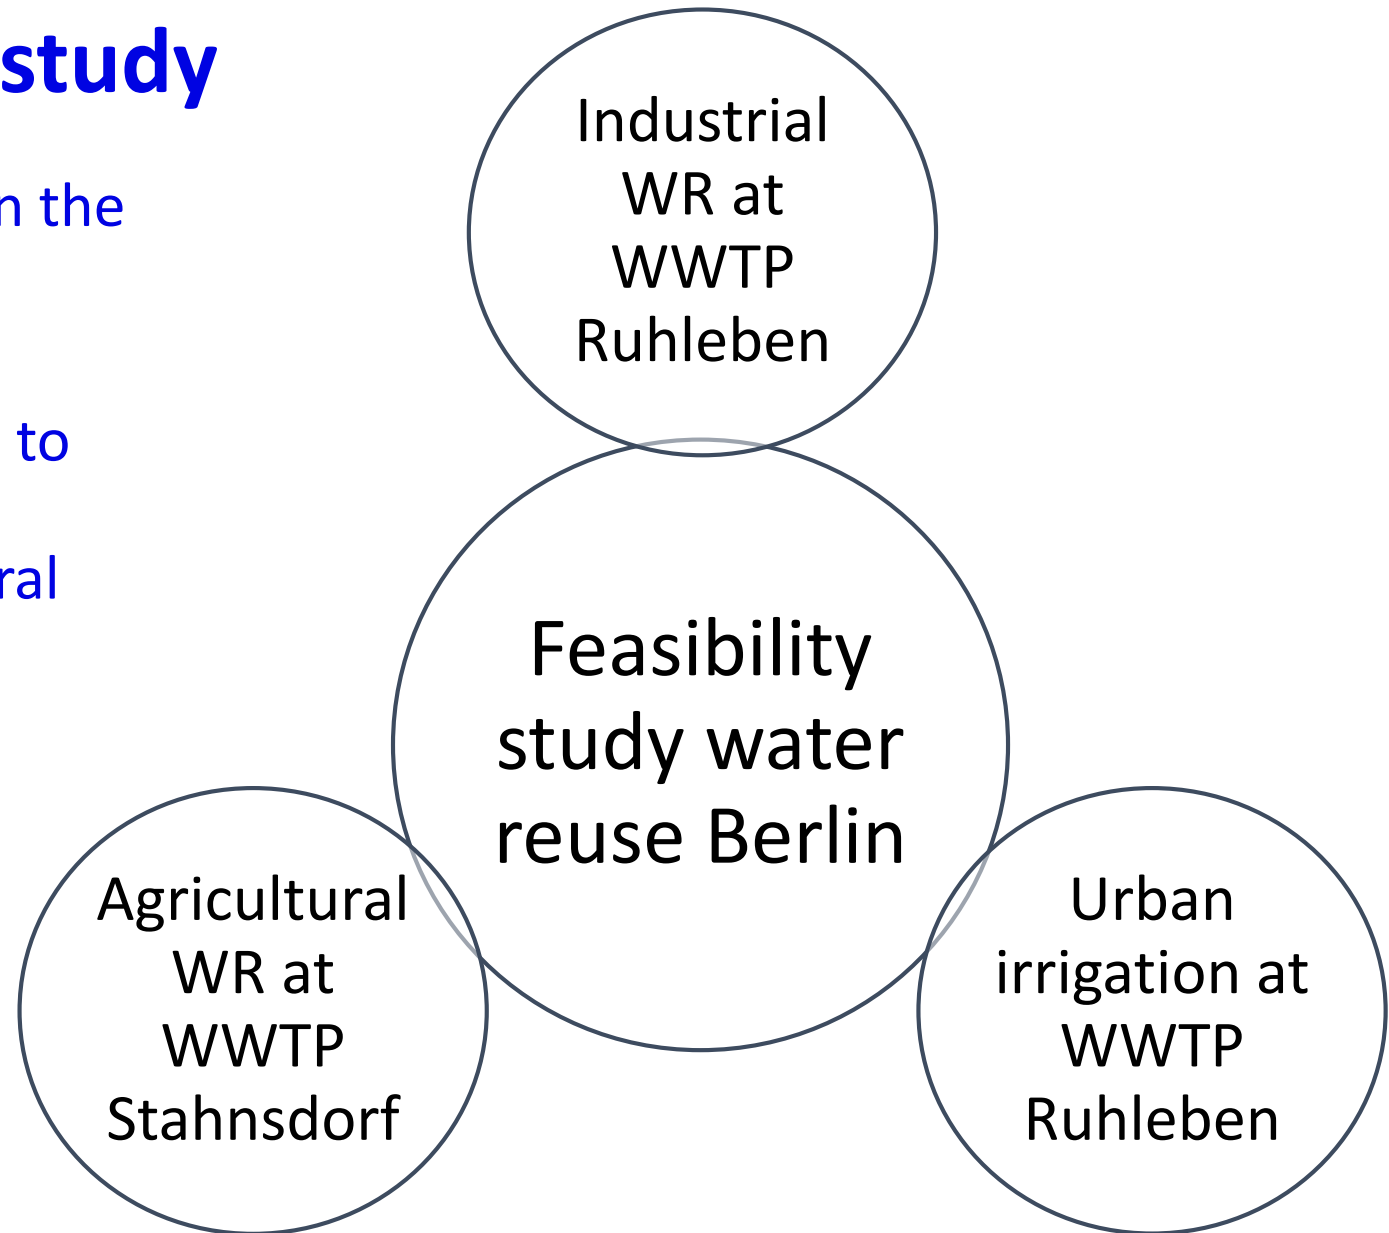 study
n the
to
ral
Industrial
WR at
WWTP
Ruhleben
Feasibility
study water
reuse Berlin
Agricultural
WR at
WWTP
Stahnsdorf
Urban
irrigation at
WWTP
Ruhleben